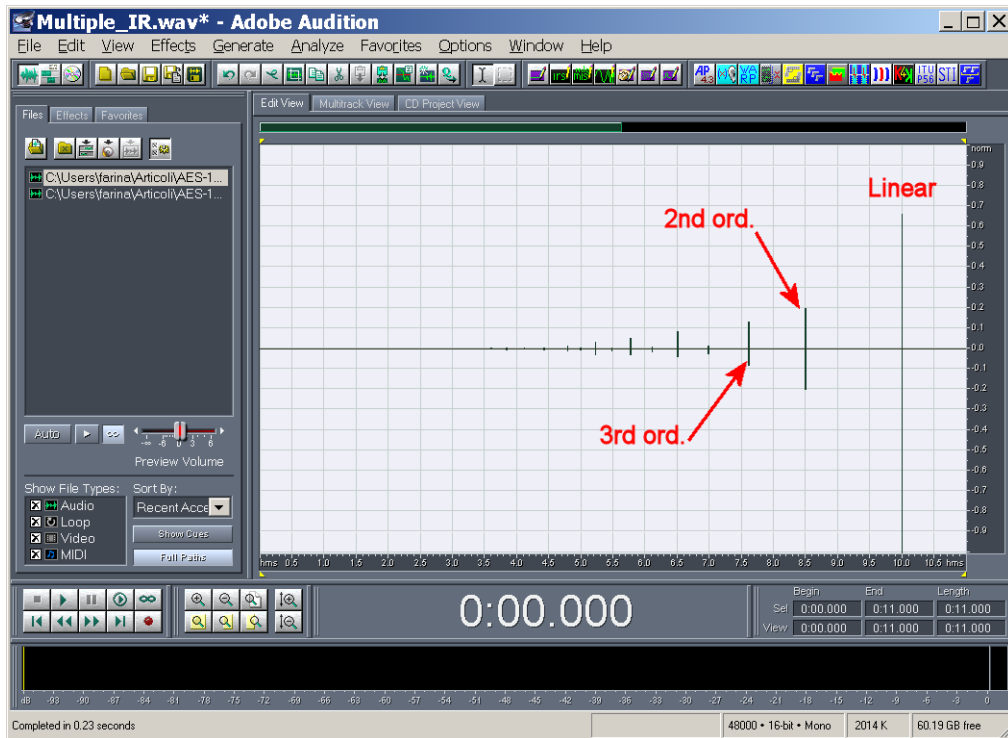 Multiple_IR.wav* - Adobe Audition
File Edit View Effects Generate Analyze Favorites Options Window Help
Files Effects Favorites
Edit View Multitrack View CD Project View
C:\Users\farina\Articoli\AES-1...
C:\Users\farina\Articoli\AES-1...
Auto
-∞ -6 0 3 6
Preview Volume
Show File Types: Sort By:
Audio
Loop
Video
MIDI
Recent Acce
Show Cues
Full Paths
Linear
2nd ord.
3rd ord.
norm
-0.9
-0.8
-0.7
-0.6
-0.5
-0.4
-0.3
-0.2
-0.1
-0.0
-0.1
-0.2
-0.3
-0.4
-0.5
-0.6
-0.7
-0.8
-0.9
hms 0.5 1.0 1.5 2.0 2.5 3.0 3.5 4.0 4.5 5.0 5.5 6.0 6.5 7.0 7.5 8.0 8.5 9.0 9.5 10.0 10.5 hms
0:00.000
Begin End Length
Sel 0:00.000 0:11.000 0:11.000
View 0:00.000 0:11.000 0:11.000
dB -93 -90 -87 -84 -81 -78 -75 -72 -69 -66 -63 -60 -57 -54 -51 -48 -45 -42 -39 -36 -33 -30 -27 -24 -21 -18 -15 -12 -9 -6 -3 0
Completed in 0.23 seconds
48000 • 16-bit • Mono
2014 K
60.19 GB free